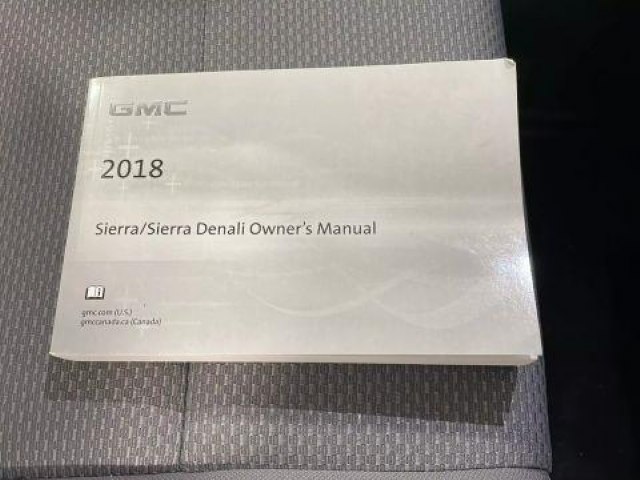 GMC
2018
Sierra/Sierra Denali Owner's Manual
gmc.com (U.S.)
gmccanada.ca (Canada)